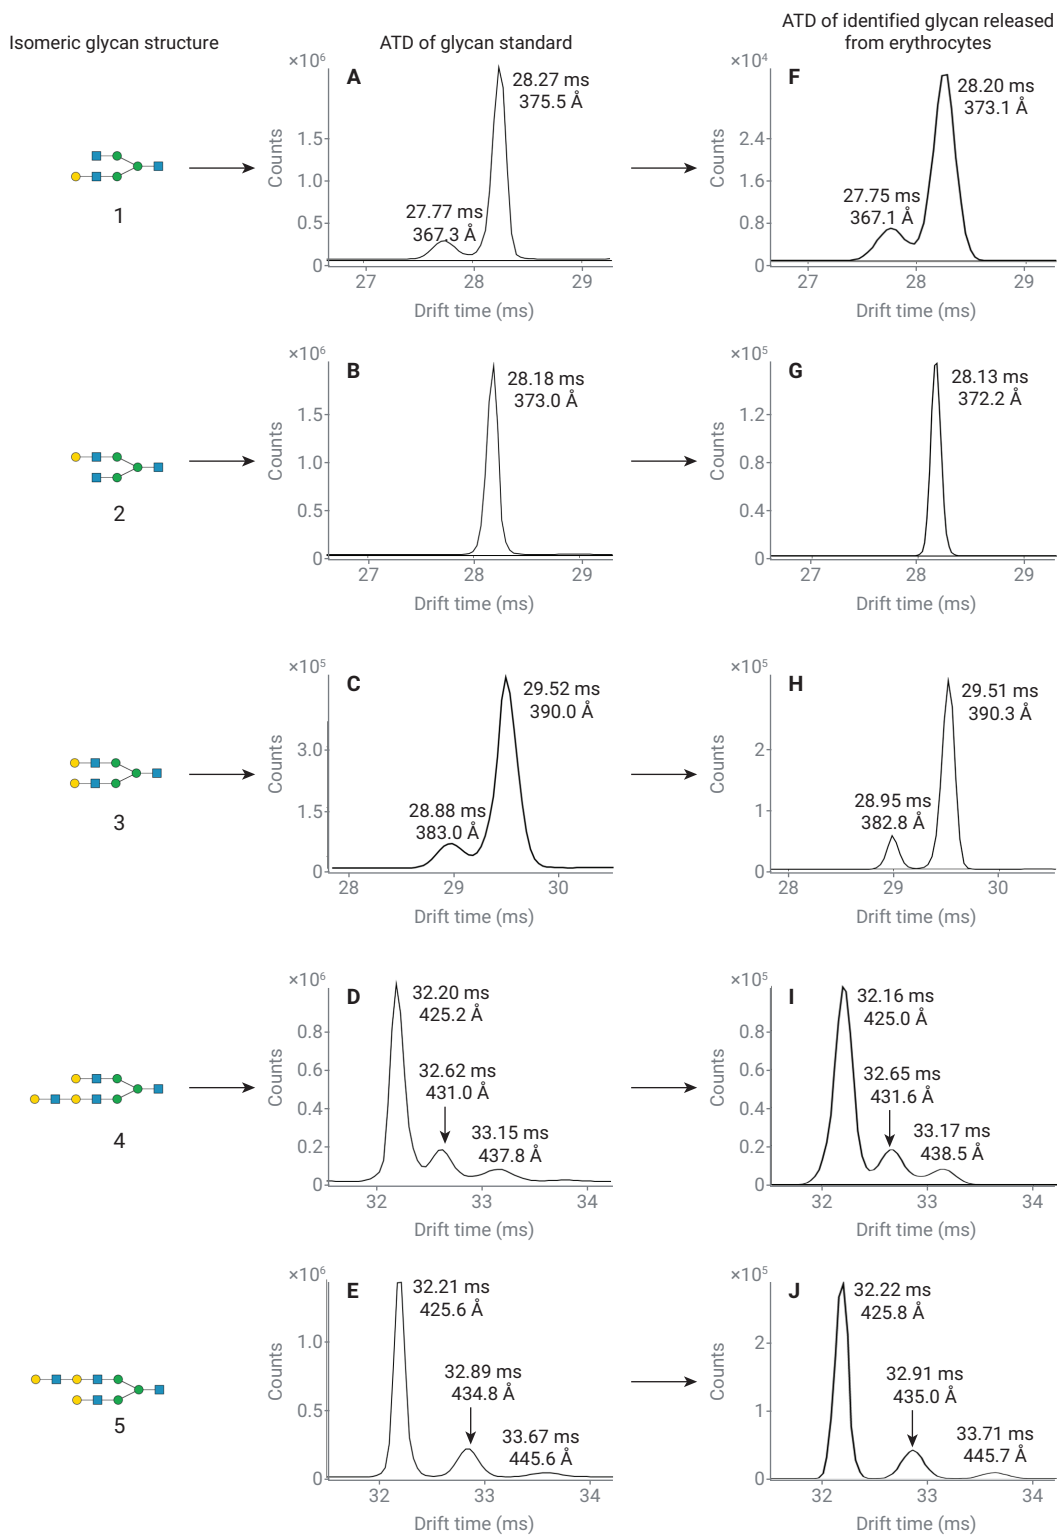 Isomeric glycan structure
ATD of glycan standard
ATD of identified glycan released
from erythrocytes
1
×10⁶
A
28.27 ms
375.5 Å
27.77 ms
367.3 Å
Counts
1.5
1.0
0.5
0
27 28 29
Drift time (ms)
×10⁴
F
28.20 ms
373.1 Å
27.75 ms
367.1 Å
Counts
2.4
1.6
0.8
0
27 28 29
Drift time (ms)
2
×10⁶
B
28.18 ms
373.0 Å
Counts
1.5
1.0
0.5
0
27 28 29
Drift time (ms)
×10⁵
G
28.13 ms
372.2 Å
Counts
1.2
0.8
0.4
0
27 28 29
Drift time (ms)
3
×10⁵
C
29.52 ms
390.0 Å
28.88 ms
383.0 Å
Counts
3.0
1.5
0
28 29 30
Drift time (ms)
×10⁵
H
29.51 ms
390.3 Å
28.95 ms
382.8 Å
Counts
2
1
0
28 29 30
Drift time (ms)
4
×10⁶
D
32.20 ms
425.2 Å
32.62 ms
431.0 Å
33.15 ms
437.8 Å
Counts
0.8
0.6
0.4
0.2
0
32 33 34
Drift time (ms)
×10⁵
I
32.16 ms
425.0 Å
32.65 ms
431.6 Å
33.17 ms
438.5 Å
Counts
0.8
0.6
0.4
0.2
0
32 33 34
Drift time (ms)
5
×10⁶
E
32.21 ms
425.6 Å
32.89 ms
434.8 Å
33.67 ms
445.6 Å
Counts
1.0
0.5
0
32 33 34
Drift time (ms)
×10⁵
J
32.22 ms
425.8 Å
32.91 ms
435.0 Å
33.71 ms
445.7 Å
Counts
2
1
0
32 33 34
Drift time (ms)